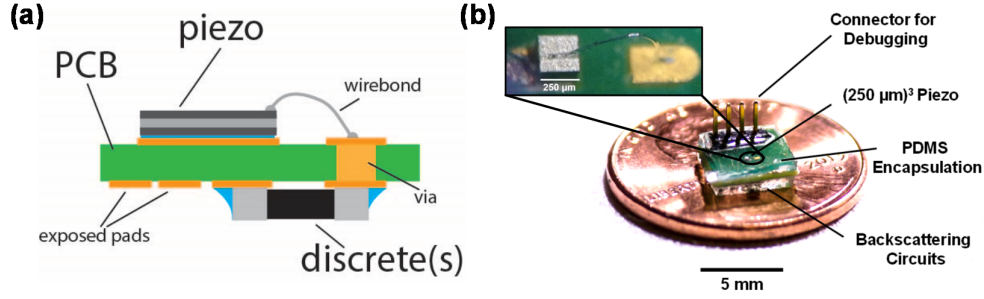 (a)
piezo
PCB
wirebond
via
exposed pads
discrete(s)
(b)
Connector for
Debugging
250 µm
(250 µm)³ Piezo
PDMS
Encapsulation
Backscattering
Circuits
5 mm